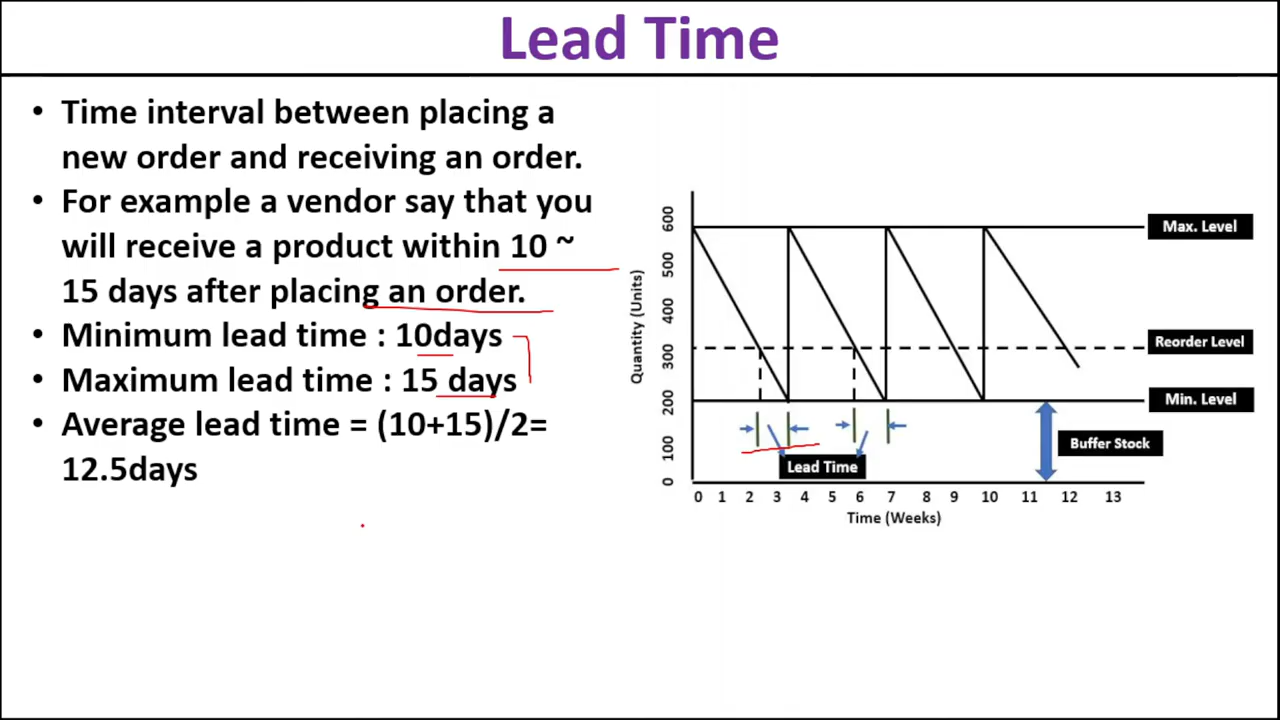 Lead Time
• Time interval between placing a
new order and receiving an order.
• For example a vendor say that you
will receive a product within 10 ~
15 days after placing an order.
• Minimum lead time : 10days
• Maximum lead time : 15 days
• Average lead time = (10+15)/2=
12.5days
Quantity (Units)
600
500
400
300
200
100
0
Max. Level
Reorder Level
Min. Level
Buffer Stock
Lead Time
0 1 2 3 4 5 6 7 8 9 10 11 12 13
Time (Weeks)